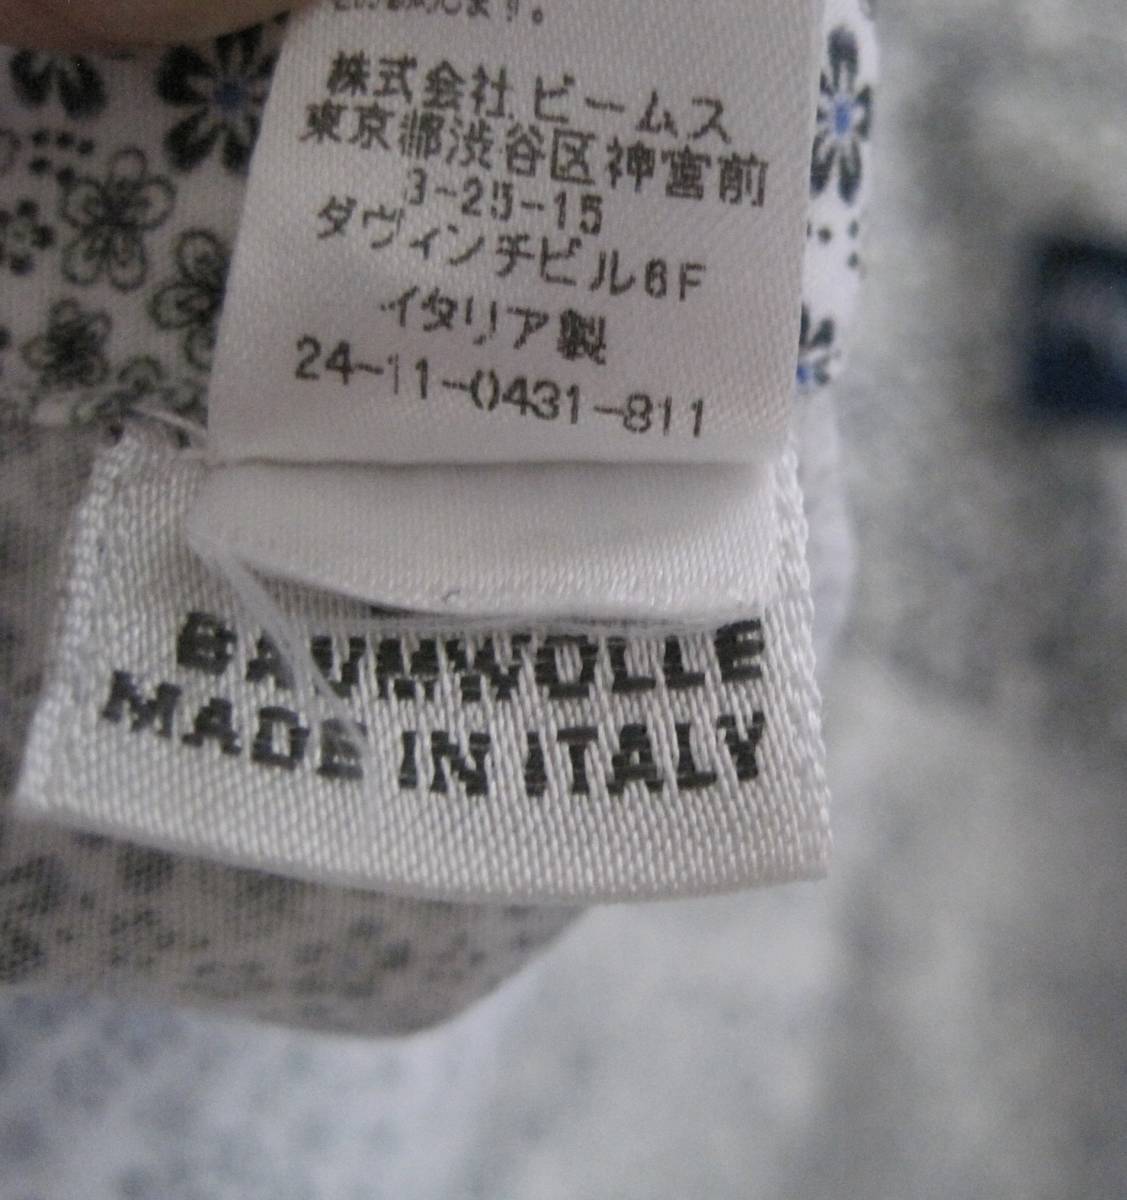 株式会社 ビームス
東京都渋谷区神宮前
3-25-15
ダヴィンチビル6F
イタリア製
24-11-0431-811
BAUMWOLLE
MADE IN ITALY